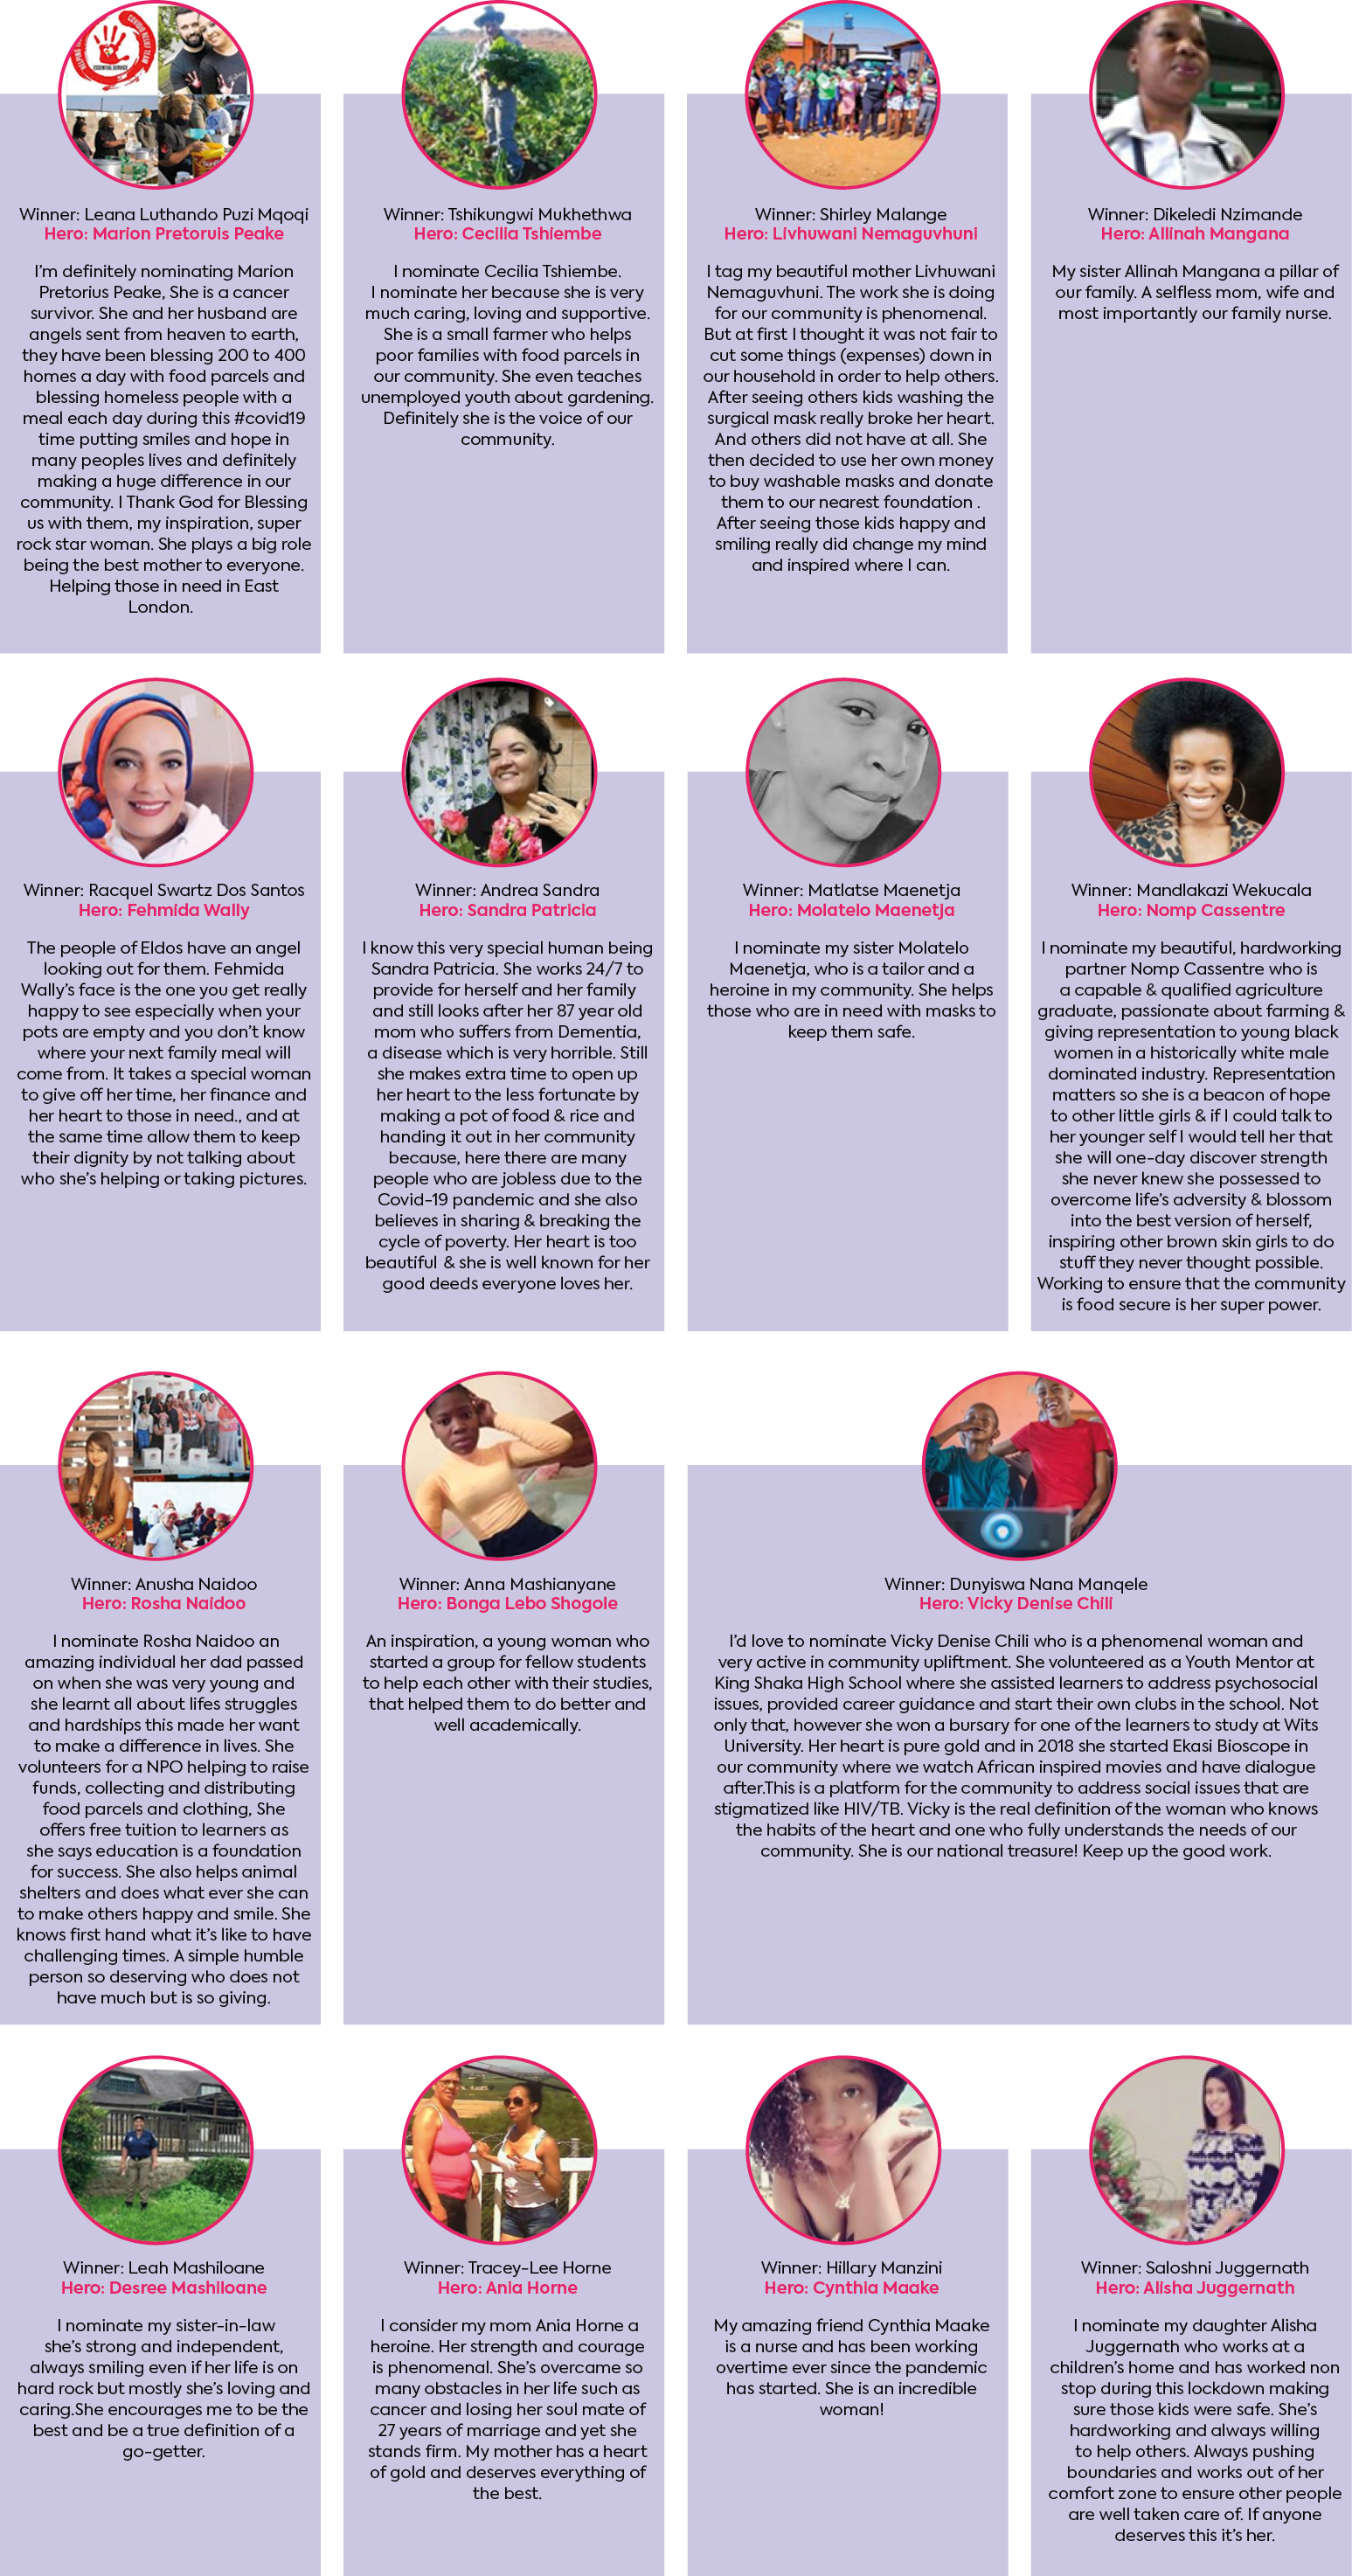 ESSENTIAL SERVICE
Winner: Leana Luthando Puzi Mqoqi
Hero: Marion Pretoruis Peake
I'm definitely nominating Marion
Pretorius Peake, She is a cancer
survivor. She and her husband are
angels sent from heaven to earth,
they have been blessing 200 to 400
homes a day with food parcels and
blessing homeless people with a
meal each day during this #covid19
time putting smiles and hope in
many peoples lives and definitely
making a huge difference in our
community. I Thank God for Blessing
us with them, my inspiration, super
rock star woman. She plays a big role
being the best mother to everyone.
Helping those in need in East
London.
Winner: Tshikungwi Mukhethwa
Hero: Cecilia Tshiembe
I nominate Cecilia Tshiembe.
I nominate her because she is very
much caring, loving and supportive.
She is a small farmer who helps
poor families with food parcels in
our community. She even teaches
unemployed youth about gardening.
Definitely she is the voice of our
community.
Winner: Shirley Malange
Hero: Livhuwani Nemaguvhuni
I tag my beautiful mother Livhuwani
Nemaguvhuni. The work she is doing
for our community is phenomenal.
But at first I thought it was not fair to
cut some things (expenses) down in
our household in order to help others.
After seeing others kids washing the
surgical mask really broke her heart.
And others did not have at all. She
then decided to use her own money
to buy washable masks and donate
them to our nearest foundation .
After seeing those kids happy and
smiling really did change my mind
and inspired where I can.
Winner: Dikeledi Nzimande
Hero: Allinah Mangana
My sister Allinah Mangana a pillar of
our family. A selfless mom, wife and
most importantly our family nurse.
Winner: Racquel Swartz Dos Santos
Hero: Fehmida Wally
The people of Eldos have an angel
looking out for them. Fehmida
Wally's face is the one you get really
happy to see especially when your
pots are empty and you don't know
where your next family meal will
come from. It takes a special woman
to give off her time, her finance and
her heart to those in need., and at
the same time allow them to keep
their dignity by not talking about
who she's helping or taking pictures.
Winner: Andrea Sandra
Hero: Sandra Patricia
I know this very special human being
Sandra Patricia. She works 24/7 to
provide for herself and her family
and still looks after her 87 year old
mom who suffers from Dementia,
a disease which is very horrible. Still
she makes extra time to open up
her heart to the less fortunate by
making a pot of food & rice and
handing it out in her community
because, here there are many
people who are jobless due to the
Covid-19 pandemic and she also
believes in sharing & breaking the
cycle of poverty. Her heart is too
beautiful & she is well known for her
good deeds everyone loves her.
Winner: Matlatse Maenetja
Hero: Molatelo Maenetja
I nominate my sister Molatelo
Maenetja, who is a tailor and a
heroine in my community. She helps
those who are in need with masks to
keep them safe.
Winner: Mandlakazi Wekucala
Hero: Nomp Cassentre
I nominate my beautiful, hardworking
partner Nomp Cassentre who is
a capable & qualified agriculture
graduate, passionate about farming &
giving representation to young black
women in a historically white male
dominated industry. Representation
matters so she is a beacon of hope
to other little girls & if I could talk to
her younger self I would tell her that
she will one-day discover strength
she never knew she possessed to
overcome life's adversity & blossom
into the best version of herself,
inspiring other brown skin girls to do
stuff they never thought possible.
Working to ensure that the community
is food secure is her super power.
Winner: Anusha Naidoo
Hero: Rosha Naidoo
I nominate Rosha Naidoo an
amazing individual her dad passed
on when she was very young and
she learnt all about lifes struggles
and hardships this made her want
to make a difference in lives. She
volunteers for a NPO helping to raise
funds, collecting and distributing
food parcels and clothing, She
offers free tuition to learners as
she says education is a foundation
for success. She also helps animal
shelters and does what ever she can
to make others happy and smile. She
knows first hand what it's like to have
challenging times. A simple humble
person so deserving who does not
have much but is so giving.
Winner: Anna Mashianyane
Hero: Bonga Lebo Shogole
An inspiration, a young woman who
started a group for fellow students
to help each other with their studies,
that helped them to do better and
well academically.
Winner: Dunyiswa Nana Manqele
Hero: Vicky Denise Chili
I'd love to nominate Vicky Denise Chili who is a phenomenal woman and
very active in community upliftment. She volunteered as a Youth Mentor at
King Shaka High School where she assisted learners to address psychosocial
issues, provided career guidance and start their own clubs in the school. Not
only that, however she won a bursary for one of the learners to study at Wits
University. Her heart is pure gold and in 2018 she started Ekasi Bioscope in
our community where we watch African inspired movies and have dialogue
after.This is a platform for the community to address social issues that are
stigmatized like HIV/TB. Vicky is the real definition of the woman who knows
the habits of the heart and one who fully understands the needs of our
community. She is our national treasure! Keep up the good work.
Winner: Leah Mashiloane
Hero: Desree Mashiloane
I nominate my sister-in-law
she's strong and independent,
always smiling even if her life is on
hard rock but mostly she's loving and
caring.She encourages me to be the
best and be a true definition of a
go-getter.
Winner: Tracey-Lee Horne
Hero: Ania Horne
I consider my mom Ania Horne a
heroine. Her strength and courage
is phenomenal. She's overcame so
many obstacles in her life such as
cancer and losing her soul mate of
27 years of marriage and yet she
stands firm. My mother has a heart
of gold and deserves everything of
the best.
Winner: Hillary Manzini
Hero: Cynthia Maake
My amazing friend Cynthia Maake
is a nurse and has been working
overtime ever since the pandemic
has started. She is an incredible
woman!
Winner: Saloshni Juggernath
Hero: Alisha Juggernath
I nominate my daughter Alisha
Juggernath who works at a
children's home and has worked non
stop during this lockdown making
sure those kids were safe. She's
hardworking and always willing
to help others. Always pushing
boundaries and works out of her
comfort zone to ensure other people
are well taken care of. If anyone
deserves this it's her.